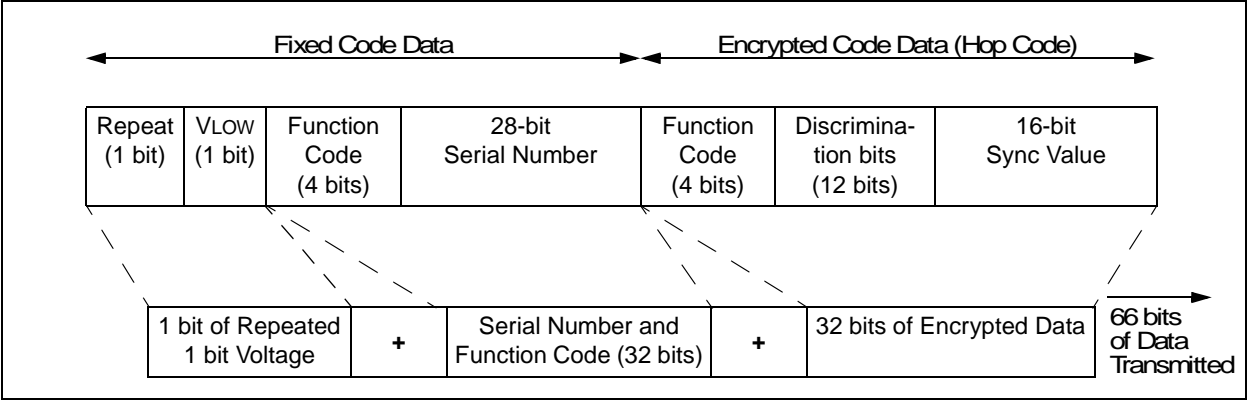 Fixed Code Data
Encrypted Code Data (Hop Code)
Repeat
(1 bit)
VLOW
(1 bit)
Function
Code
(4 bits)
28-bit
Serial Number
Function
Code
(4 bits)
Discrimina-
tion bits
(12 bits)
16-bit
Sync Value
1 bit of Repeated
1 bit Voltage
+
Serial Number and
Function Code (32 bits)
+
32 bits of Encrypted Data
66 bits
of Data
Transmitted